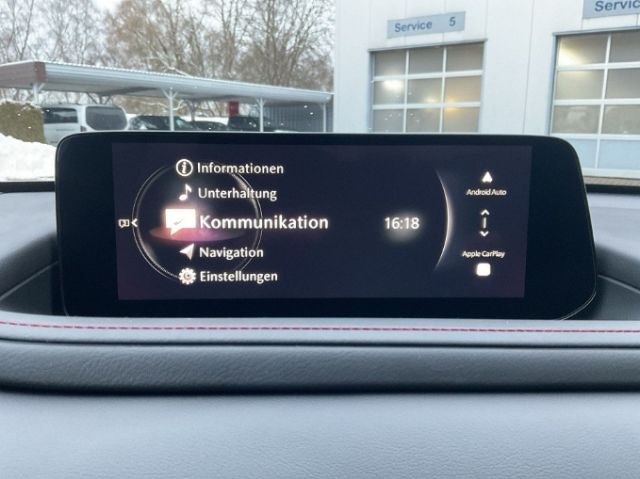 Service 5
Service
Informationen
Unterhaltung
Kommunikation
Navigation
Einstellungen
16:18
Android Auto
Apple CarPlay